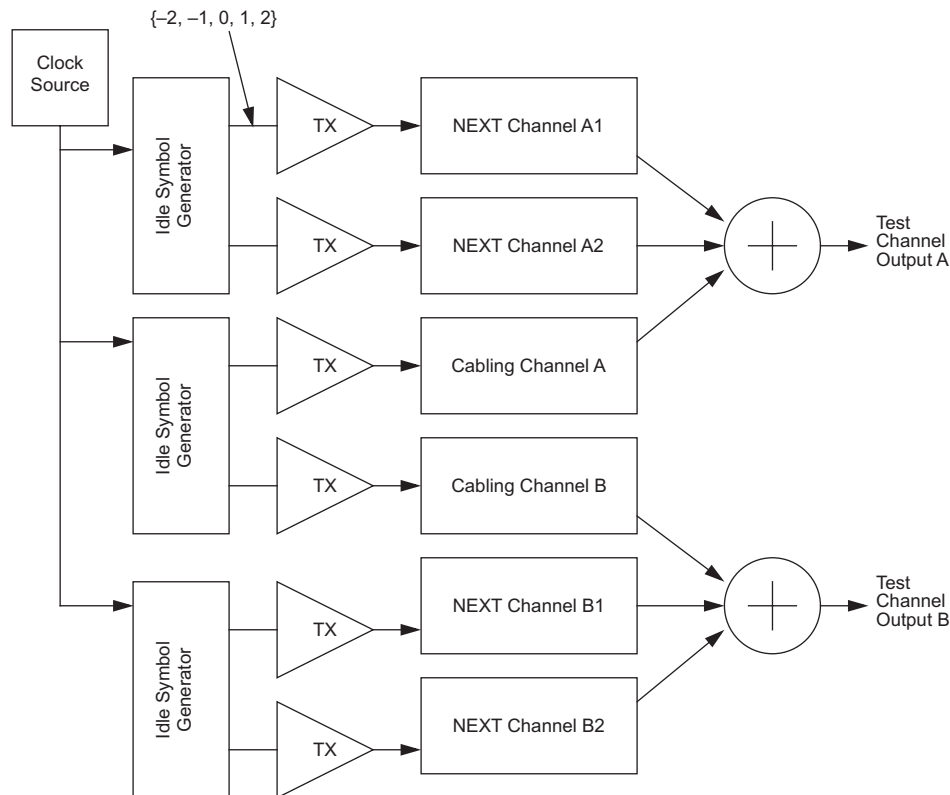 {–2, –1, 0, 1, 2}
Clock
Source
Idle Symbol
Generator
TX
NEXT Channel A1
TX
NEXT Channel A2
Test
Channel
Output A
Idle Symbol
Generator
TX
Cabling Channel A
TX
Cabling Channel B
Idle Symbol
Generator
TX
NEXT Channel B1
Test
Channel
Output B
TX
NEXT Channel B2